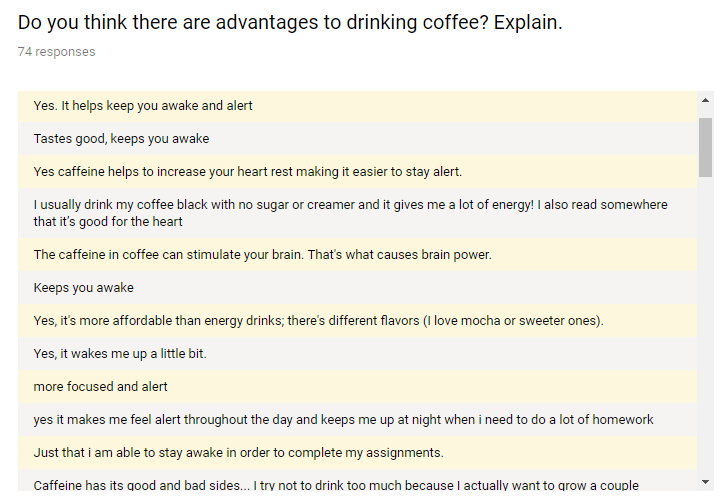 Do you think there are advantages to drinking coffee? Explain.
74 responses
Yes. It helps keep you awake and alert
Tastes good, keeps you awake
Yes caffeine helps to increase your heart rest making it easier to stay alert.
I usually drink my coffee black with no sugar or creamer and it gives me a lot of energy! I also read somewhere
that it's good for the heart
The caffeine in coffee can stimulate your brain. That's what causes brain power.
Keeps you awake
Yes, it's more affordable than energy drinks; there's different flavors (I love mocha or sweeter ones).
Yes, it wakes me up a little bit.
more focused and alert
yes it makes me feel alert throughout the day and keeps me up at night when i need to do a lot of homework
Just that i am able to stay awake in order to complete my assignments.
Caffeine has its good and bad sides... I try not to drink too much because I actually want to grow a couple